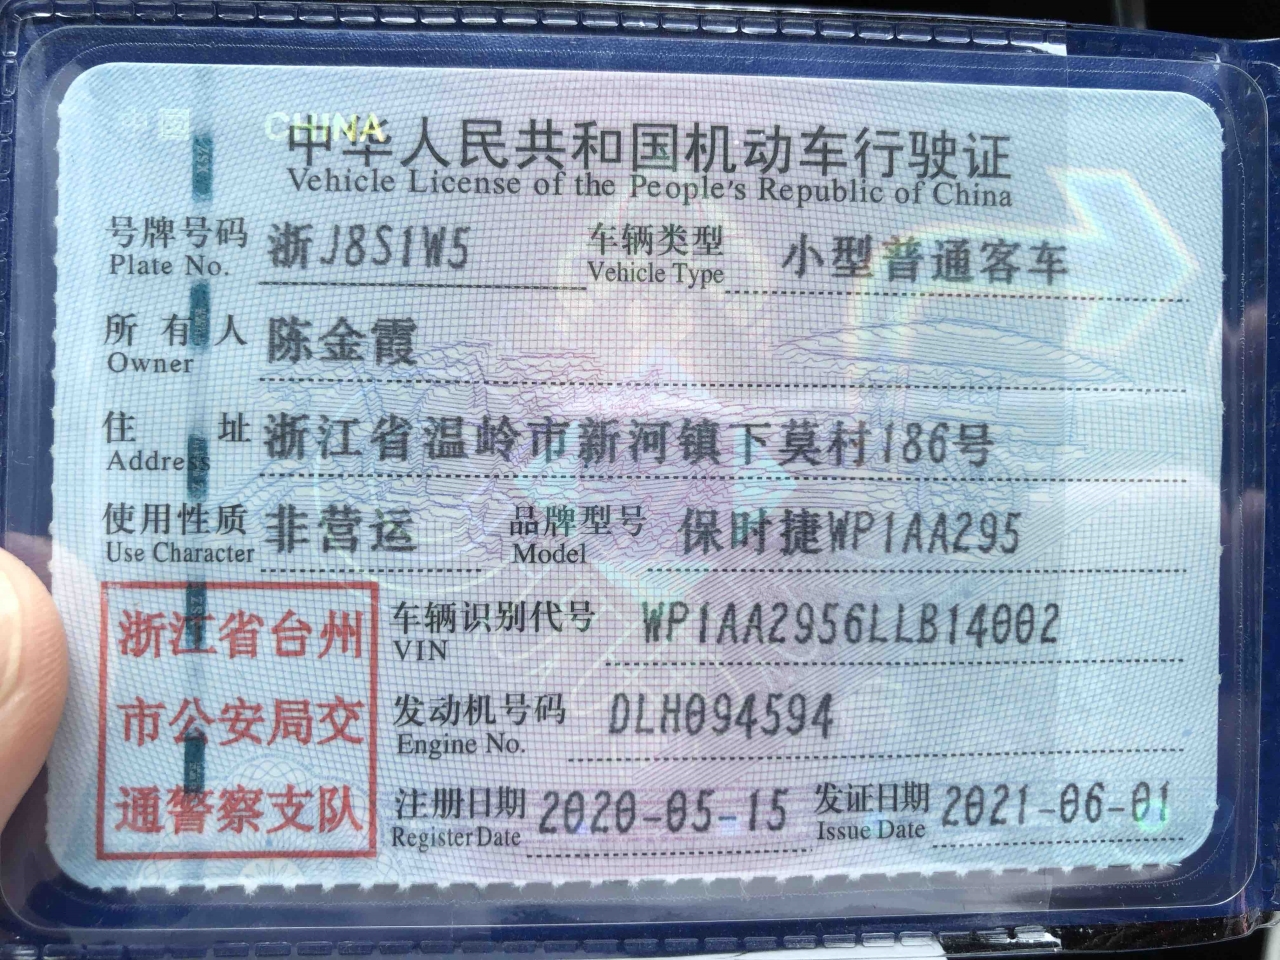 中国 CHINA
中华人民共和国机动车行驶证
Vehicle License of the People's Republic of China
号牌号码 浙J8S1W5 车辆类型 小型普通客车
Plate No. Vehicle Type
所有人 陈金霞
Owner
住址 浙江省温岭市新河镇下莫村186号
Address
使用性质 非营运 品牌型号 保时捷WP1AA295
Use Character Model
浙江省台州
市公安局交
通警察支队
车辆识别代号 WP1AA2956LLB14002
VIN
发动机号码 DLH094594
Engine No.
注册日期 2020-05-15 发证日期 2021-06-01
Register Date Issue Date